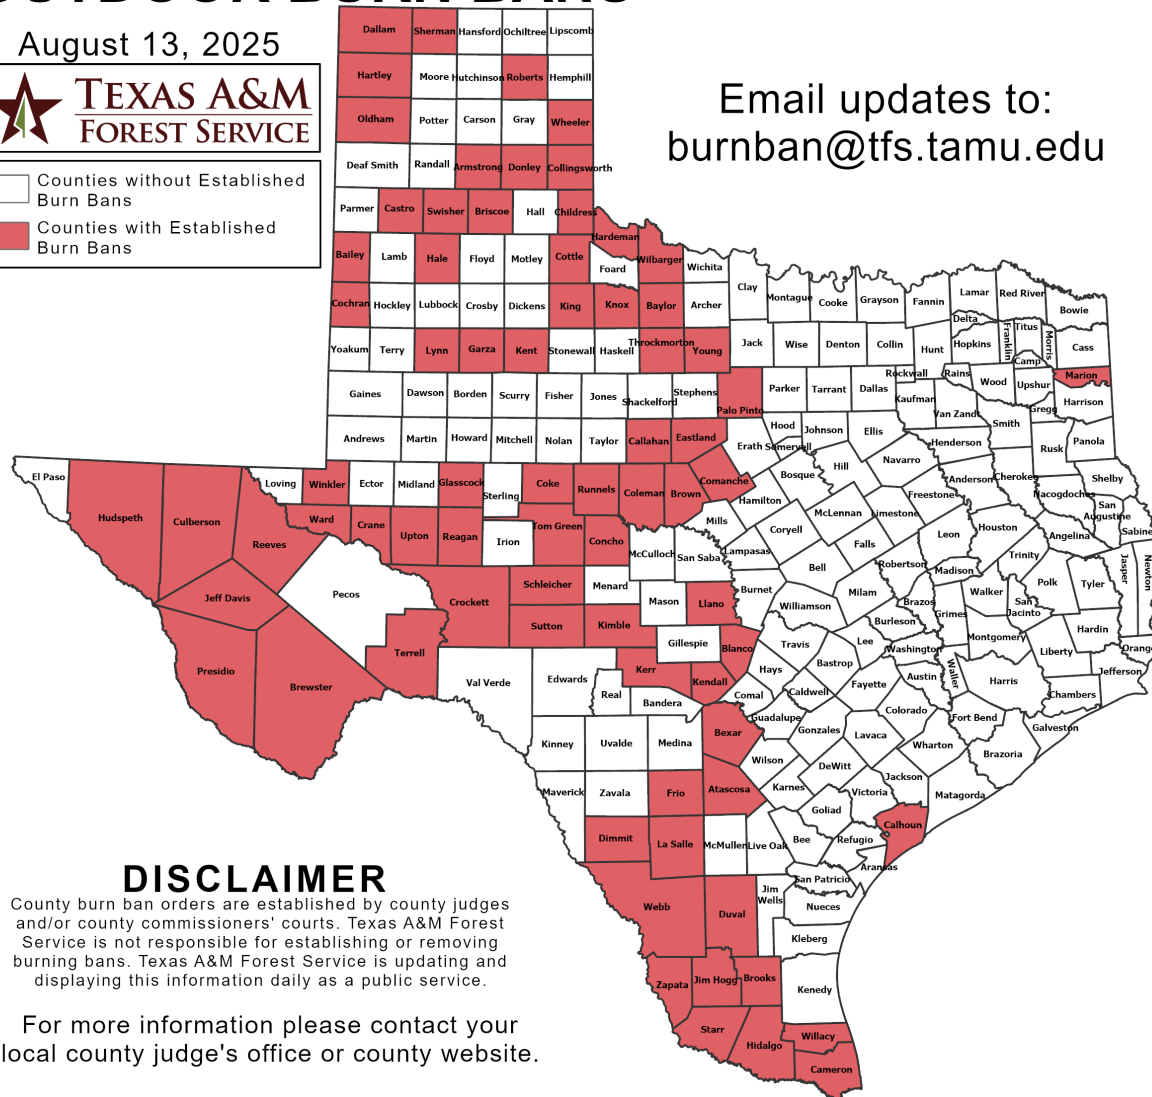 OUTDOOR BURN BANS
August 13, 2025
TEXAS A&M
FOREST SERVICE
Counties without Established
Burn Bans
Counties with Established
Burn Bans
Email updates to:
burnban@tfs.tamu.edu
Dallam Sherman Hansford Ochiltree Lipscomb
Hartley Moore Hutchinson Roberts Hemphill
Oldham Potter Carson Gray Wheeler
Deaf Smith Randall Armstrong Donley Collingsworth
Parmer Castro Swisher Briscoe Hall Childress
Hardeman
Bailey Lamb Hale Floyd Motley Cottle Foard Wilbarger Wichita
Clay Montague Cooke Grayson Fannin Lamar Red River Bowie
Cochran Hockley Lubbock Crosby Dickens King Knox Baylor Archer
Delta Franklin Titus Morris Cass
Yoakum Terry Lynn Garza Kent Stonewall Haskell Throckmorton Young Jack Wise Denton Collin Hunt Hopkins Camp
Rockwall Rains Wood Upshur Marion
Gaines Dawson Borden Scurry Fisher Jones Shackelford Stephens Palo Pinto Parker Tarrant Dallas Kaufman Van Zandt Gregg Harrison
Andrews Martin Howard Mitchell Nolan Taylor Callahan Eastland Erath Hood Somervell Johnson Ellis Henderson Smith Rusk Panola
El Paso Loving Winkler Ector Midland Glasscock Sterling Coke Runnels Coleman Brown Comanche Hamilton Bosque Hill Navarro Anderson Cherokee Nacogdoches Shelby
Hudspeth Culberson Reeves Ward Crane Upton Reagan Irion Tom Green Concho McCulloch San Saba Mills Lampasas Coryell McLennan Limestone Freestone Leon Houston Angelina San
Augustine Sabine
Jeff Davis Pecos Crockett Schleicher Menard Mason Llano Burnet Bell Falls Robertson Madison Trinity Polk Tyler Jasper Newton
Sutton Kimble Gillespie Blanco Williamson Milam Brazos Grimes Walker San
Jacinto Hardin Orange
Presidio Brewster Terrell Val Verde Edwards Real Kerr Kendall Bandera Hays Travis Bastrop Lee Burleson Washington Waller Montgomery Liberty Jefferson
Comal Caldwell Fayette Austin Harris Chambers
Kinney Uvalde Medina Bexar Guadalupe Gonzales Lavaca Colorado Wharton Fort Bend Brazoria Galveston
Maverick Zavala Frio Atascosa Wilson Karnes DeWitt Victoria Jackson Matagorda
Dimmit La Salle McMullen Live Oak Bee Goliad Refugio Calhoun Aransas
Webb Duval Jim
Wells San Patricio Nueces
Kleberg
Zapata Jim Hogg Brooks Kenedy
Starr Hidalgo Willacy
Cameron
DISCLAIMER
County burn ban orders are established by county judges
and/or county commissioners' courts. Texas A&M Forest
Service is not responsible for establishing or removing
burning bans. Texas A&M Forest Service is updating and
displaying this information daily as a public service.
For more information please contact your
local county judge's office or county website.